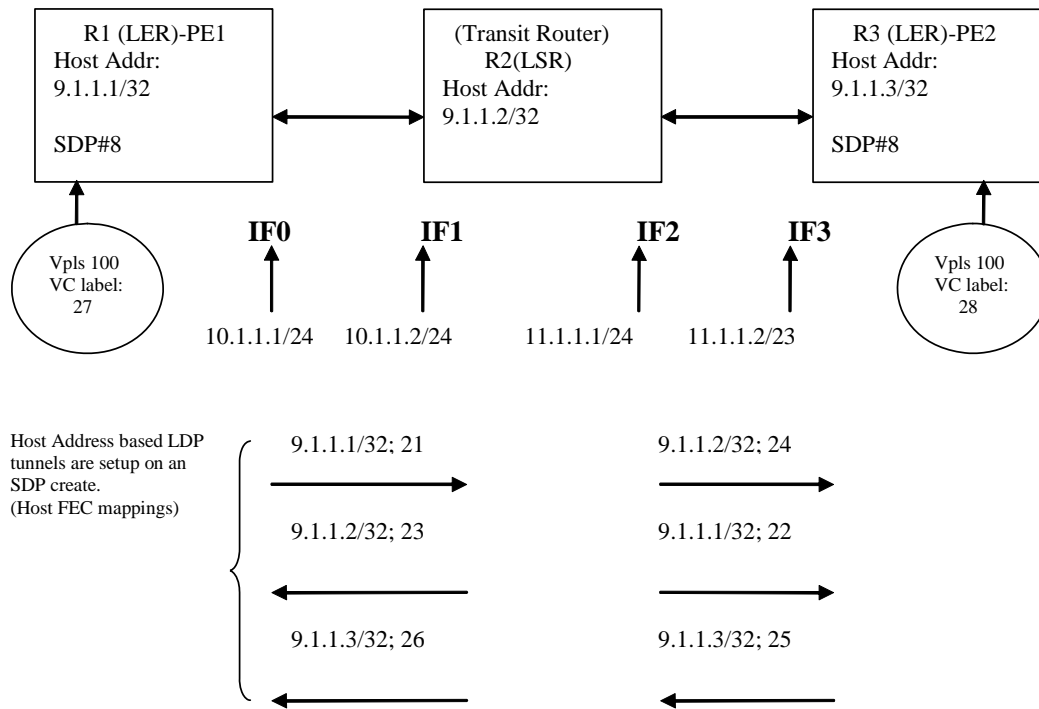 R1 (LER)-PE1
Host Addr:
9.1.1.1/32
SDP#8
(Transit Router)
R2(LSR)
Host Addr:
9.1.1.2/32
R3 (LER)-PE2
Host Addr:
9.1.1.3/32
SDP#8
Vpls 100
VC label:
27
IF0
IF1
IF2
IF3
Vpls 100
VC label:
28
10.1.1.1/24
10.1.1.2/24
11.1.1.1/24
11.1.1.2/23
Host Address based LDP
tunnels are setup on an
SDP create.
(Host FEC mappings)
9.1.1.1/32; 21
9.1.1.2/32; 24
9.1.1.2/32; 23
9.1.1.1/32; 22
9.1.1.3/32; 26
9.1.1.3/32; 25